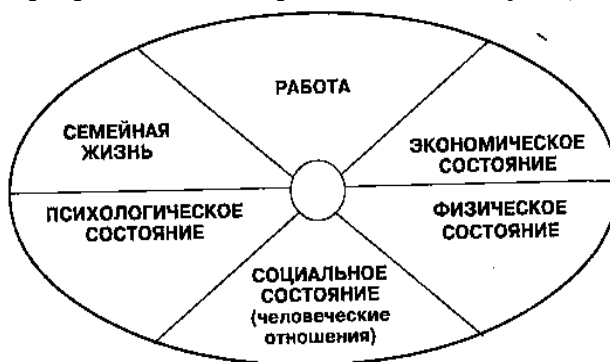 РАБОТА
СЕМЕЙНАЯ
ЖИЗНЬ
ЭКОНОМИЧЕСКОЕ
СОСТОЯНИЕ
ПСИХОЛОГИЧЕСКОЕ
СОСТОЯНИЕ
ФИЗИЧЕСКОЕ
СОСТОЯНИЕ
СОЦИАЛЬНОЕ
СОСТОЯНИЕ
(человеческие
отношения)